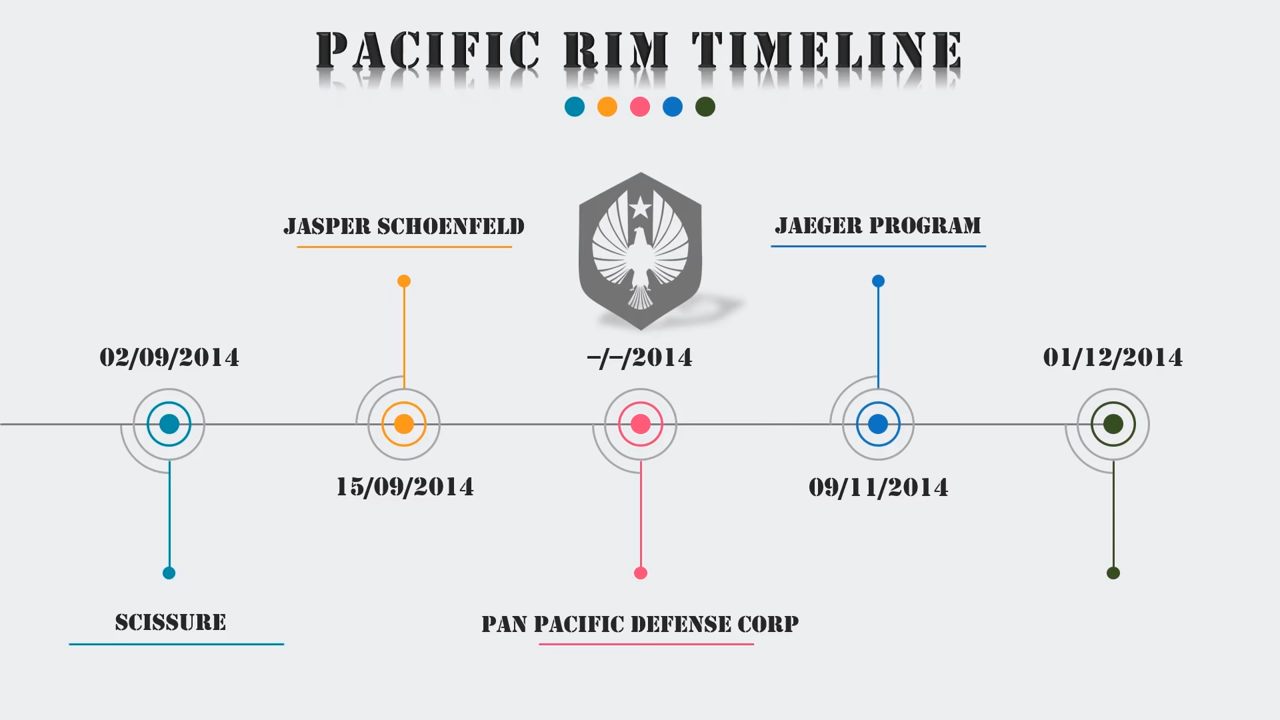 PACIFIC RIM TIMELINE
JASPER SCHOENFELD
JAEGER PROGRAM
02/09/2014
–/–/2014
01/12/2014
15/09/2014
09/11/2014
SCISSURE
PAN PACIFIC DEFENSE CORP